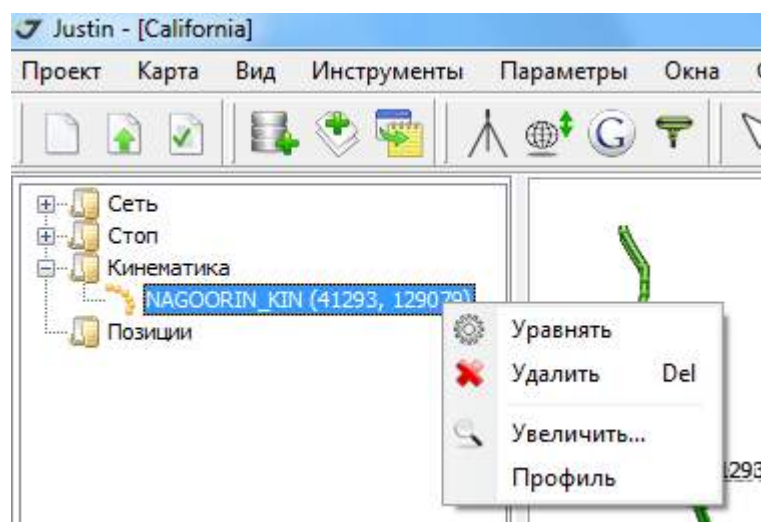 Justin - [California]
Проект Карта Вид Инструменты Параметры Окна
G
Сеть
Стоп
Кинематика
NAGOORIN_KIN (41293, 129079)
Позиции
Уравнять
Удалить Del
Увеличить...
Профиль